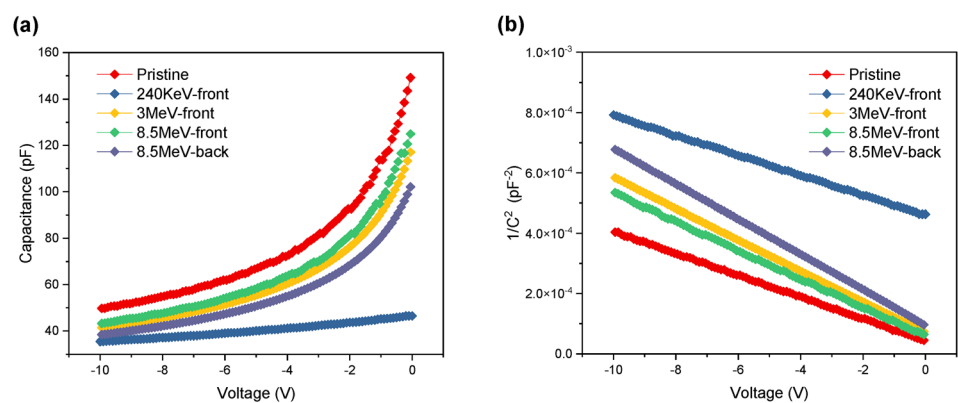 (a)
160
140
120
100
80
60
40
Capacitance (pF)
-10
-8
-6
-4
-2
0
Voltage (V)
Pristine
240KeV-front
3MeV-front
8.5MeV-front
8.5MeV-back
(b)
1.0×10⁻³
8.0×10⁻⁴
6.0×10⁻⁴
4.0×10⁻⁴
2.0×10⁻⁴
0.0
1/C² (pF⁻²)
-10
-8
-6
-4
-2
0
Voltage (V)
Pristine
240KeV-front
3MeV-front
8.5MeV-front
8.5MeV-back